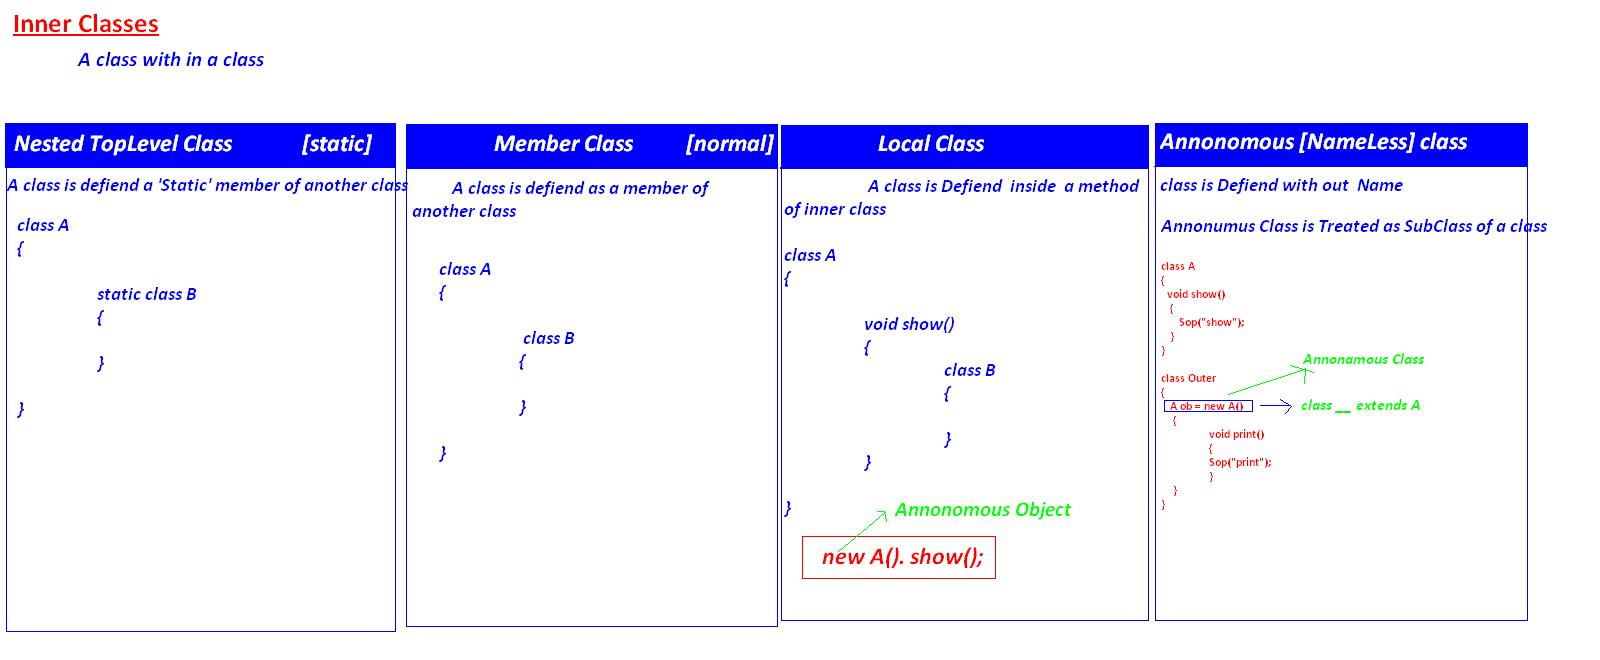 Inner Classes
A class with in a class
Nested TopLevel Class [static]
A class is defiend a 'Static' member of another class
class A
{
static class B
{
}
}
Member Class [normal]
A class is defiend as a member of
another class
class A
{
class B
{
}
}
Local Class
A class is Defiend inside a method
of inner class
class A
{
void show()
{
class B
{
}
}
}
Annonomous Object
new A(). show();
Annonomous [NameLess] class
class is Defiend with out Name
Annonumus Class is Treated as SubClass of a class
class A
{
void show()
{
Sop("show");
}
}
Annonamous Class
class Outer
{
A ob = new A()
class __ extends A
{
void print()
{
Sop("print");
}
}
}